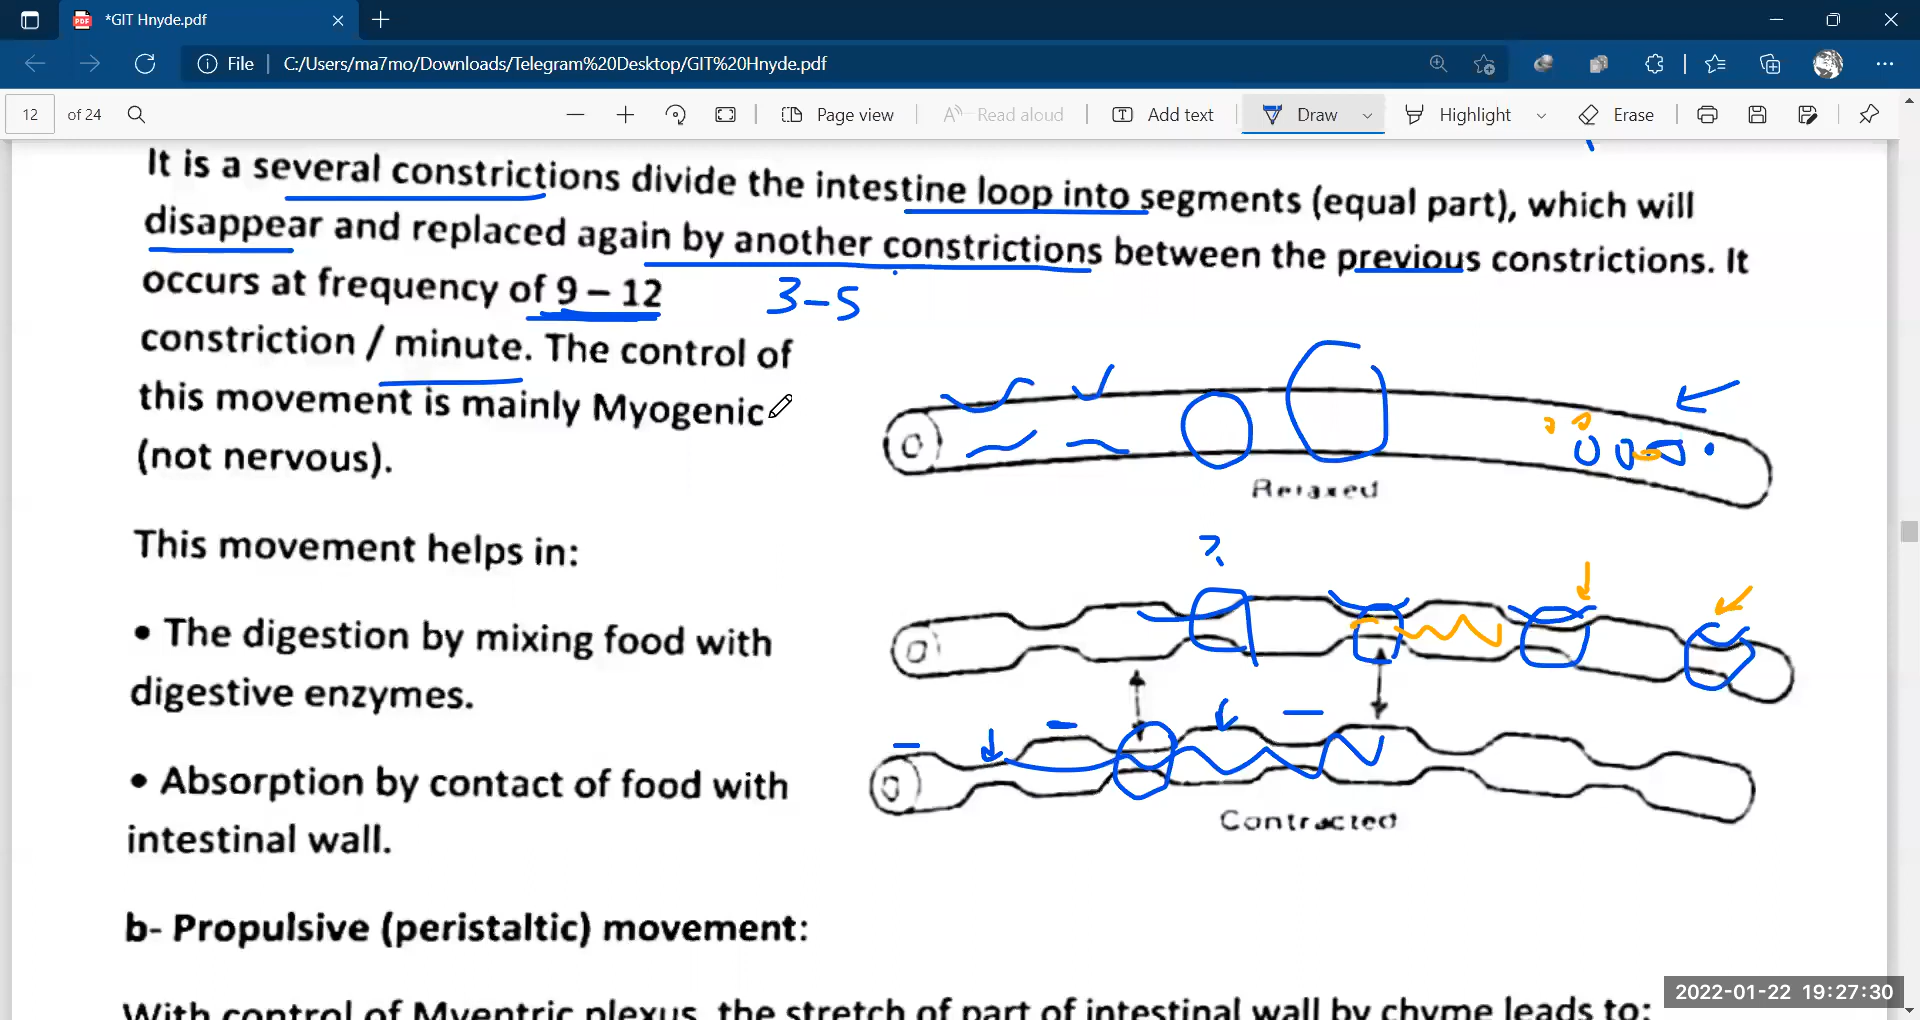 *GIT Hnyde.pdf
File
C:/Users/ma7mo/Downloads/Telegram%20Desktop/GIT%20Hnyde.pdf
12 of 24
Page view
Read aloud
Add text
Draw
Highlight
Erase
It is a several constrictions divide the intestine loop into segments (equal part), which will
disappear and replaced again by another constrictions between the previous constrictions. It
occurs at frequency of 9 – 12
3-5
constriction / minute. The control of
this movement is mainly Myogenic
(not nervous).
Relaxed
This movement helps in:
?
• The digestion by mixing food with
digestive enzymes.
• Absorption by contact of food with
intestinal wall.
Contracted
b- Propulsive (peristaltic) movement:
With control of Myentric plexus, the stretch of part of intestinal wall by chyme leads to:
2022-01-22 19:27:30